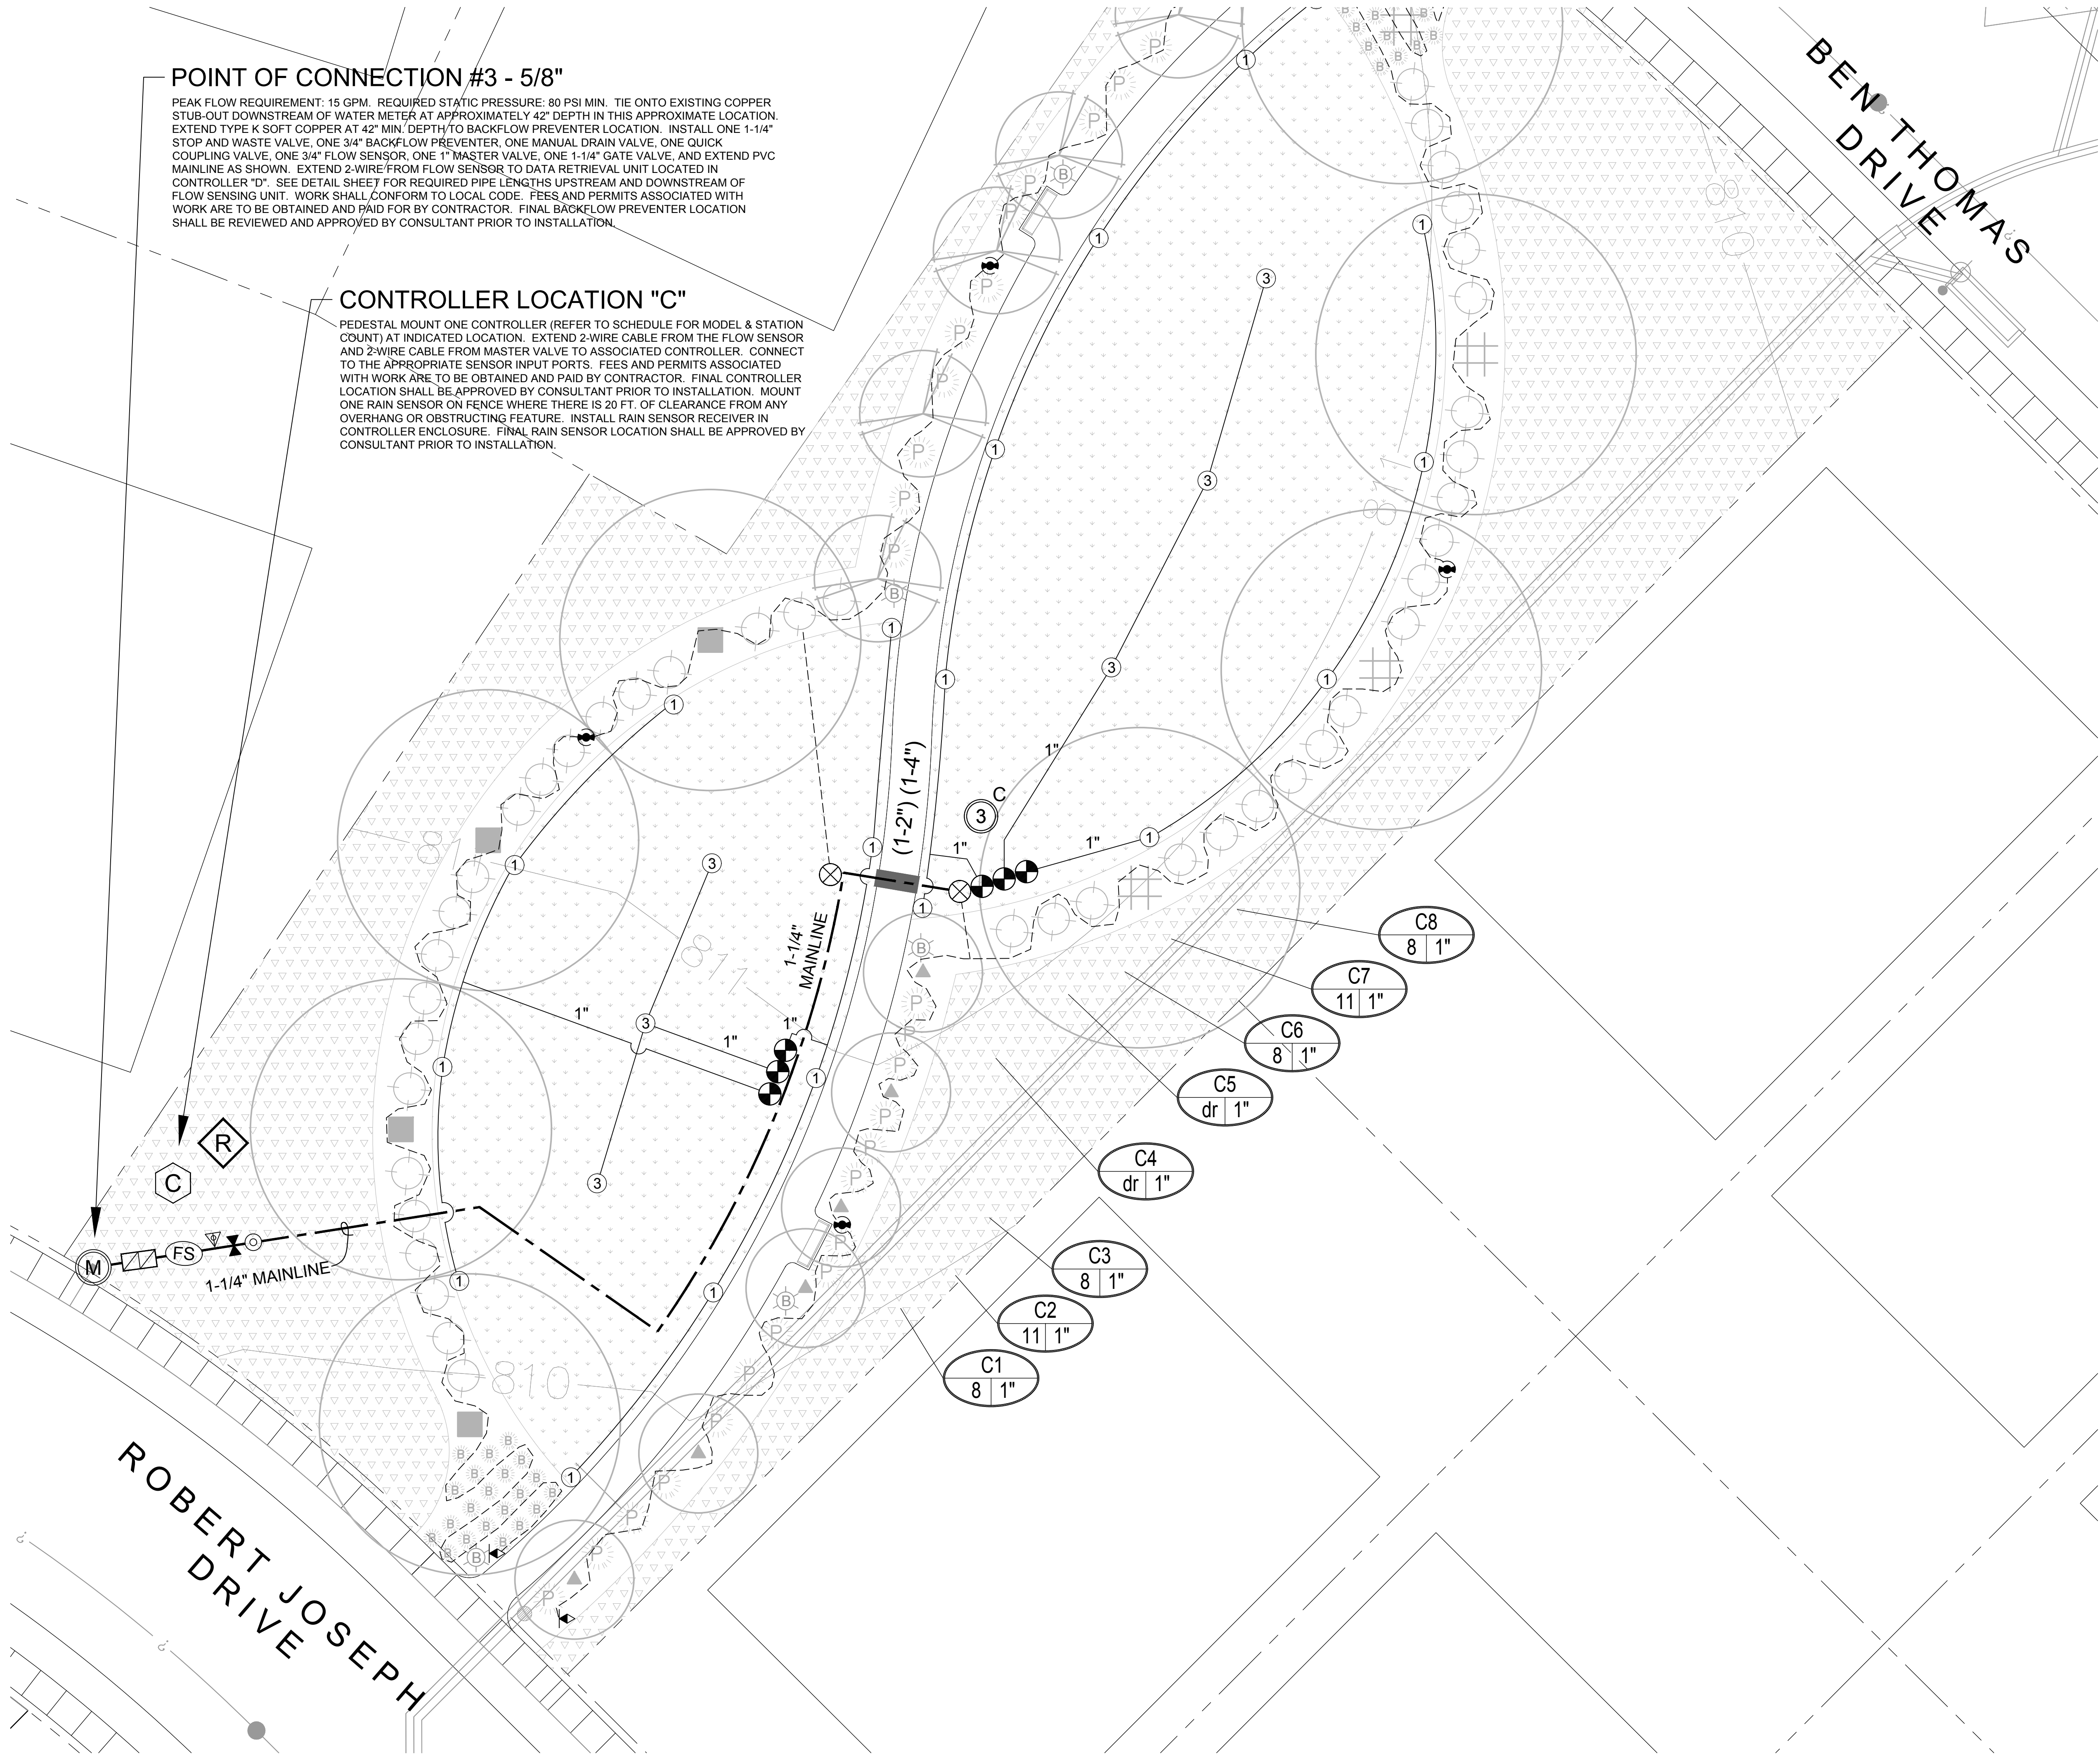 POINT OF CONNECTION #3 - 5/8"
PEAK FLOW REQUIREMENT: 15 GPM. REQUIRED STATIC PRESSURE: 80 PSI MIN. TIE ONTO EXISTING COPPER
STUB-OUT DOWNSTREAM OF WATER METER AT APPROXIMATELY 42" DEPTH IN THIS APPROXIMATE LOCATION.
EXTEND TYPE K SOFT COPPER AT 42" MIN. DEPTH TO BACKFLOW PREVENTER LOCATION. INSTALL ONE 1-1/4"
STOP AND WASTE VALVE, ONE 3/4" BACKFLOW PREVENTER, ONE MANUAL DRAIN VALVE, ONE QUICK
COUPLING VALVE, ONE 3/4" FLOW SENSOR, ONE 1" MASTER VALVE, ONE 1-1/4" GATE VALVE, AND EXTEND PVC
MAINLINE AS SHOWN. EXTEND 2-WIRE FROM FLOW SENSOR TO DATA RETRIEVAL UNIT LOCATED IN
CONTROLLER "D". SEE DETAIL SHEET FOR REQUIRED PIPE LENGTHS UPSTREAM AND DOWNSTREAM OF
FLOW SENSING UNIT. WORK SHALL CONFORM TO LOCAL CODE. FEES AND PERMITS ASSOCIATED WITH
WORK ARE TO BE OBTAINED AND PAID FOR BY CONTRACTOR. FINAL BACKFLOW PREVENTER LOCATION
SHALL BE REVIEWED AND APPROVED BY CONSULTANT PRIOR TO INSTALLATION.
CONTROLLER LOCATION "C"
PEDESTAL MOUNT ONE CONTROLLER (REFER TO SCHEDULE FOR MODEL & STATION
COUNT) AT INDICATED LOCATION. EXTEND 2-WIRE CABLE FROM THE FLOW SENSOR
AND 2-WIRE CABLE FROM MASTER VALVE TO ASSOCIATED CONTROLLER. CONNECT
TO THE APPROPRIATE SENSOR INPUT PORTS. FEES AND PERMITS ASSOCIATED
WITH WORK ARE TO BE OBTAINED AND PAID BY CONTRACTOR. FINAL CONTROLLER
LOCATION SHALL BE APPROVED BY CONSULTANT PRIOR TO INSTALLATION. MOUNT
ONE RAIN SENSOR ON FENCE WHERE THERE IS 20 FT. OF CLEARANCE FROM ANY
OVERHANG OR OBSTRUCTING FEATURE. INSTALL RAIN SENSOR RECEIVER IN
CONTROLLER ENCLOSURE. FINAL RAIN SENSOR LOCATION SHALL BE APPROVED BY
CONSULTANT PRIOR TO INSTALLATION.
BEN THOMAS
DRIVE
(1-2") (1-4")
C
3
1"
1"
1"
1-1/4"
MAINLINE
1"
1"
1"
R
C
M
FS
1-1/4" MAINLINE
810
811
C8
8 1"
C7
11 1"
C6
8 1"
C5
dr 1"
C4
dr 1"
C3
8 1"
C2
11 1"
C1
8 1"
ROBERT JOSEPH
DRIVE